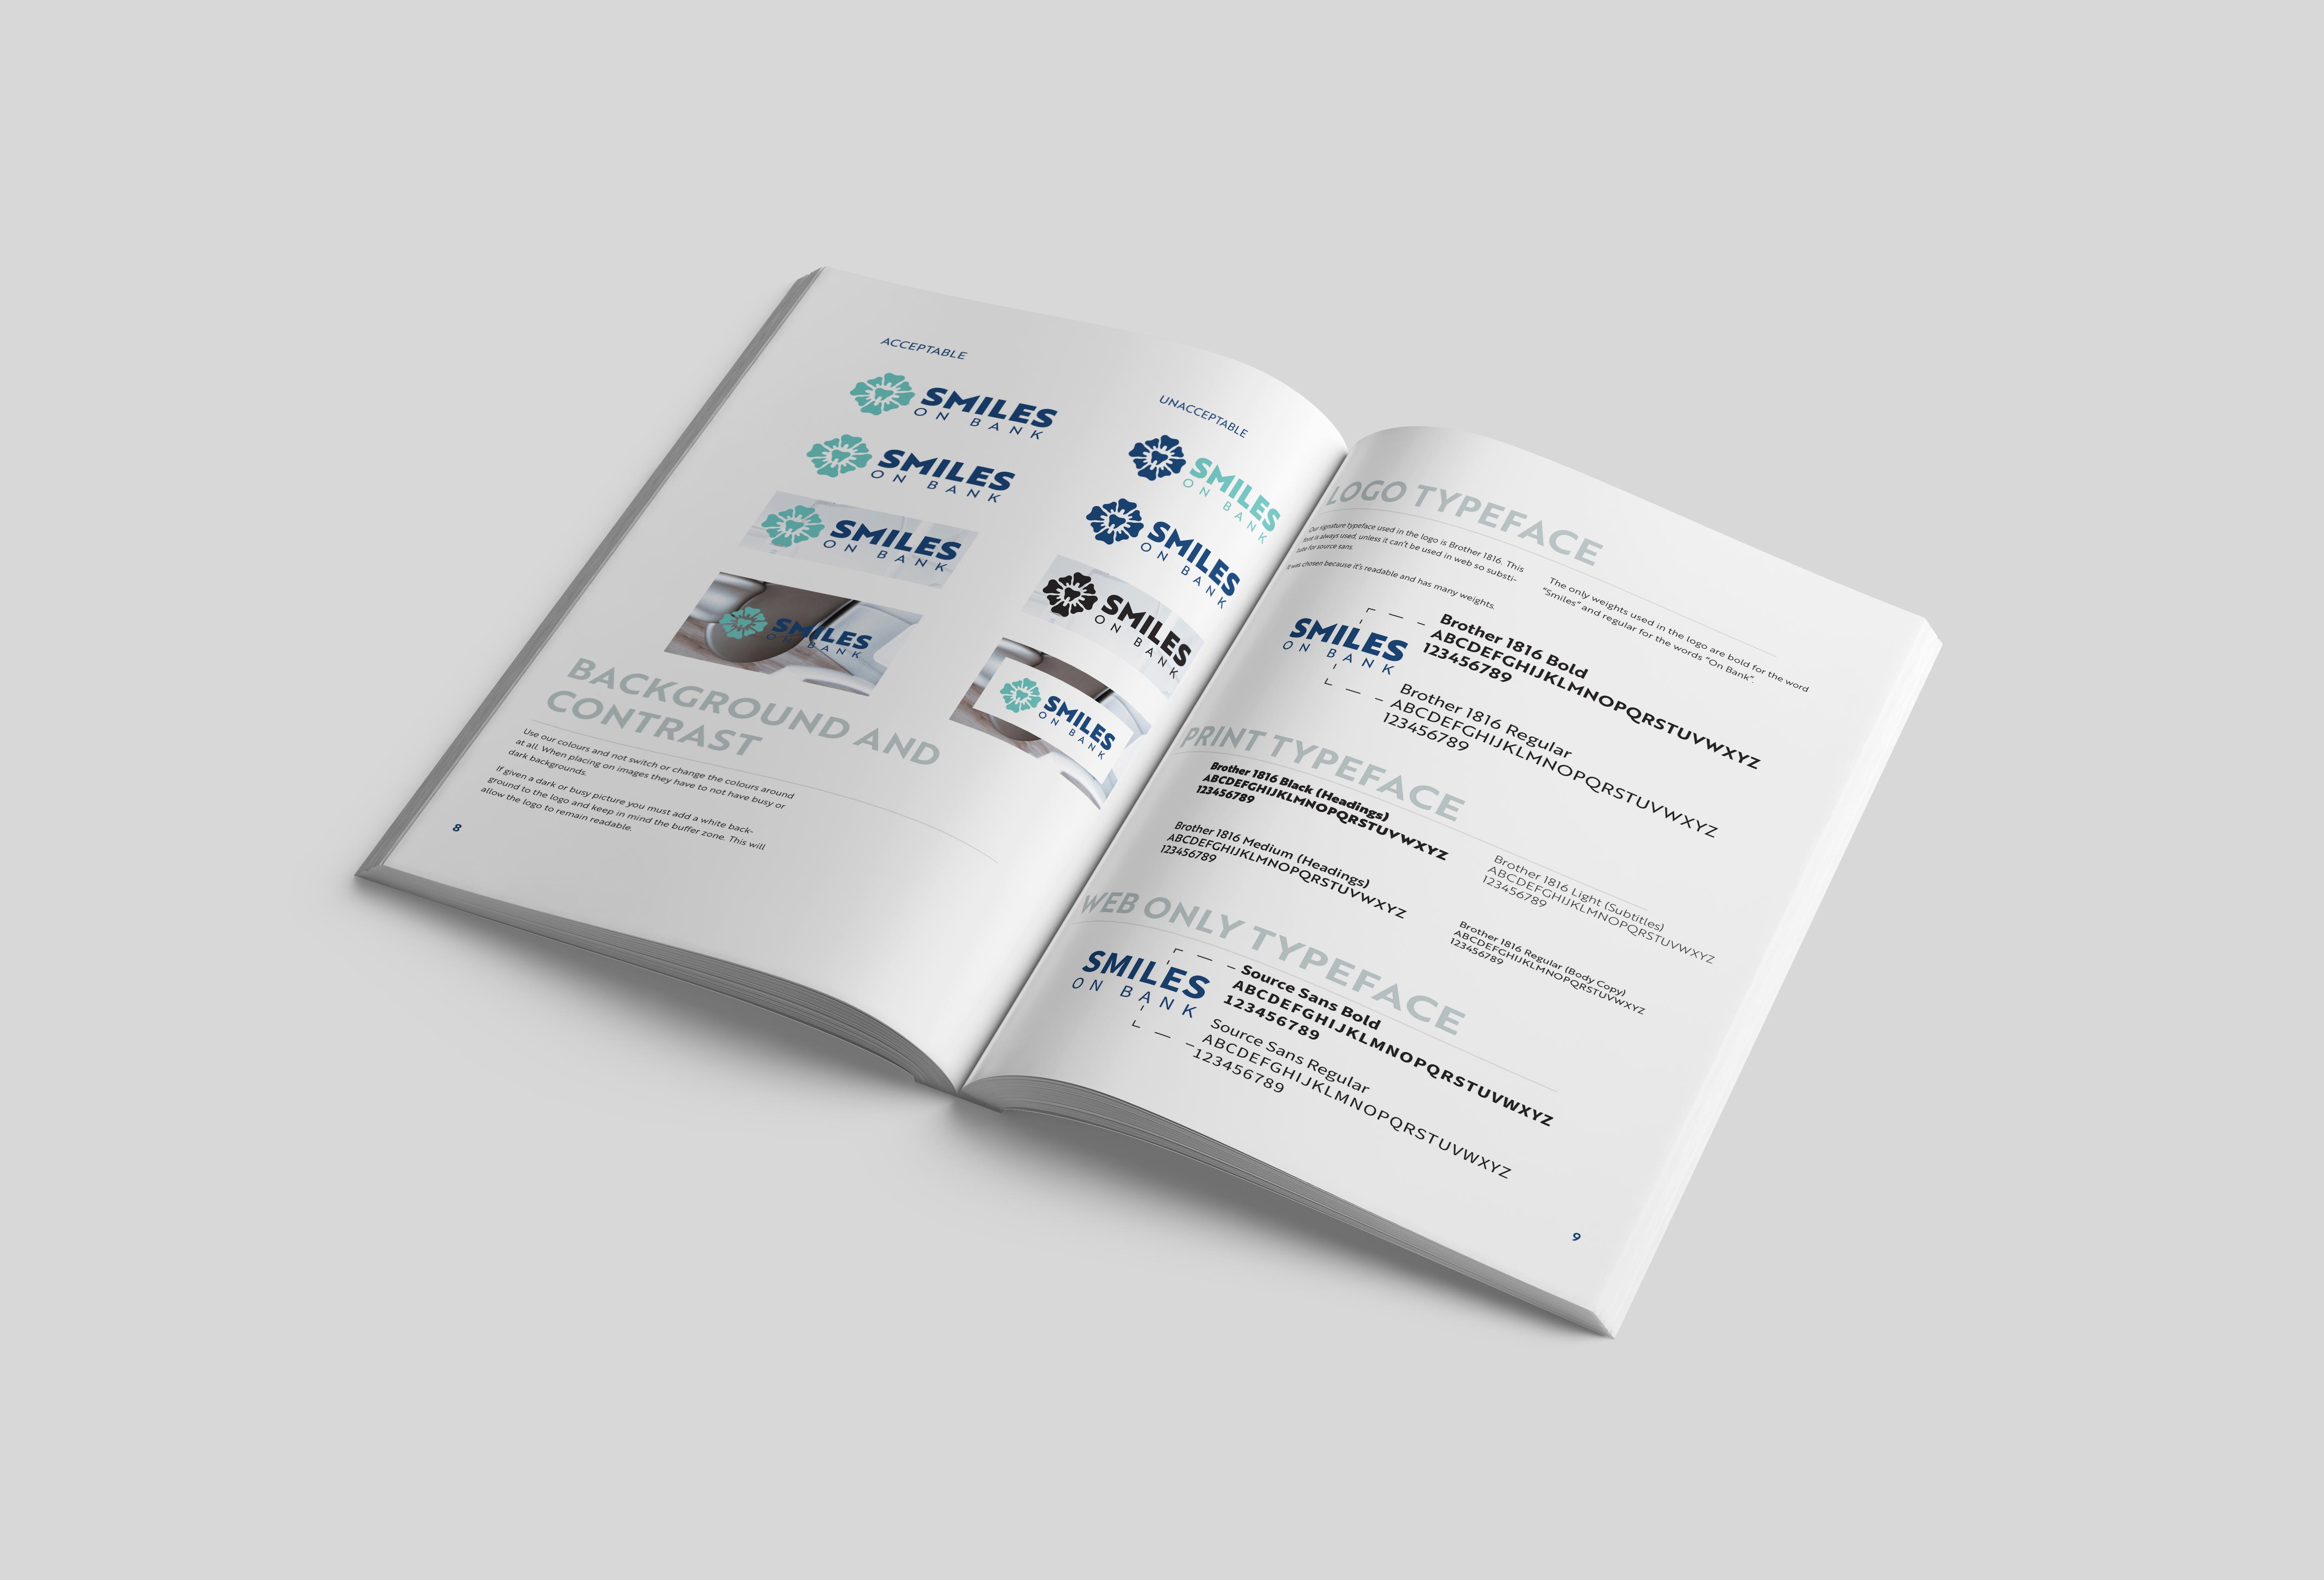 ACCEPTABLE
SMILES
ON BANK
SMILES
ON BANK
SMILES
ON BANK
SMILES
ON BANK
UNACCEPTABLE
SMILES
ON BANK
SMILES
ON BANK
SMILES
ON BANK
SMILES
ON BANK
BACKGROUND AND
CONTRAST
Use our colours and not switch or change the colours around
at all. When placing on images they have to not have busy or
dark backgrounds.
If given a dark or busy picture you must add a white back-
ground to the logo and keep in mind the buffer zone. This will
allow the logo to remain readable.
8
LOGO TYPEFACE
Our signature typeface used in the logo is Brother 1816. This
font is always used, unless it can't be used in web so substi-
tute for source sans.
It was chosen because it's readable and has many weights.
The only weights used in the logo are bold for the word
"Smiles" and regular for the words "On Bank".
SMILES
ON BANK
Brother 1816 Bold
ABCDEFGHIJKLMNOPQRSTUVWXYZ
123456789
Brother 1816 Regular
ABCDEFGHIJKLMNOPQRSTUVWXYZ
123456789
PRINT TYPEFACE
Brother 1816 Black (Headings)
ABCDEFGHIJKLMNOPQRSTUVWXYZ
123456789
Brother 1816 Medium (Headings)
ABCDEFGHIJKLMNOPQRSTUVWXYZ
123456789
Brother 1816 Light (Subtitles)
ABCDEFGHIJKLMNOPQRSTUVWXYZ
123456789
Brother 1816 Regular (Body Copy)
ABCDEFGHIJKLMNOPQRSTUVWXYZ
123456789
WEB ONLY TYPEFACE
SMILES
ON BANK
Source Sans Bold
ABCDEFGHIJKLMNOPQRSTUVWXYZ
123456789
Source Sans Regular
ABCDEFGHIJKLMNOPQRSTUVWXYZ
123456789
9